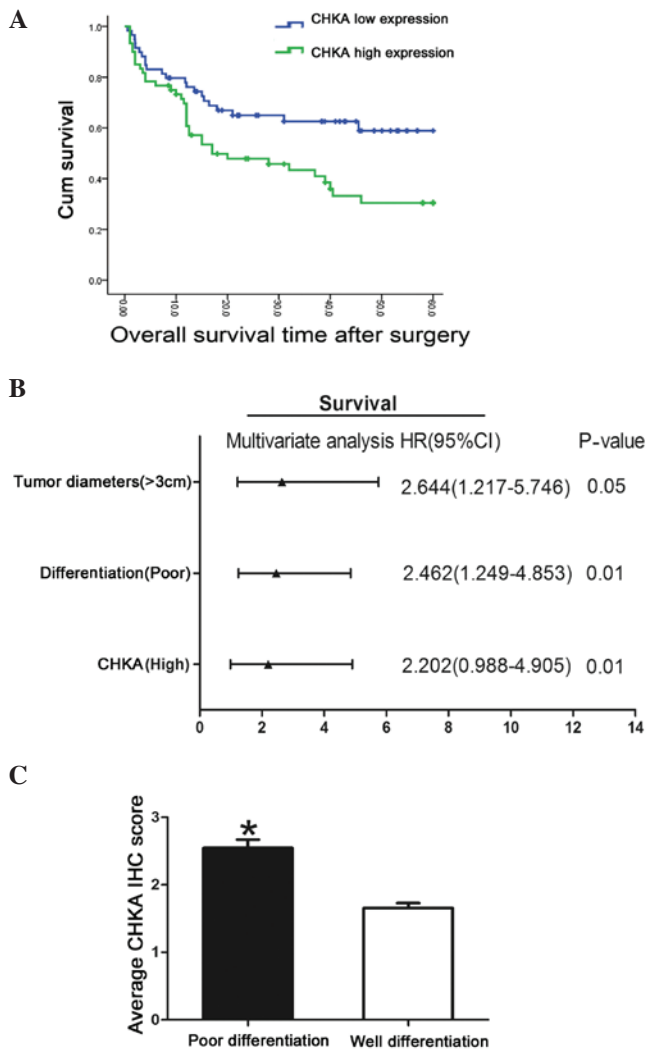 A
CHKA low expression
CHKA high expression
Cum survival
1.0
0.8
0.6
0.4
0.2
0.0
0.00
10.0
20.0
30.0
40.0
50.0
60.0
Overall survival time after surgery
B
Survival
Multivariate analysis HR(95%CI) P-value
Tumor diameters(>3cm) 2.644(1.217-5.746) 0.05
Differentiation(Poor) 2.462(1.249-4.853) 0.01
CHKA(High) 2.202(0.988-4.905) 0.01
0 2 4 6 8 10 12 14
C
Average CHKA IHC score
3
2
1
0
*
Poor differentiation Well differentiation